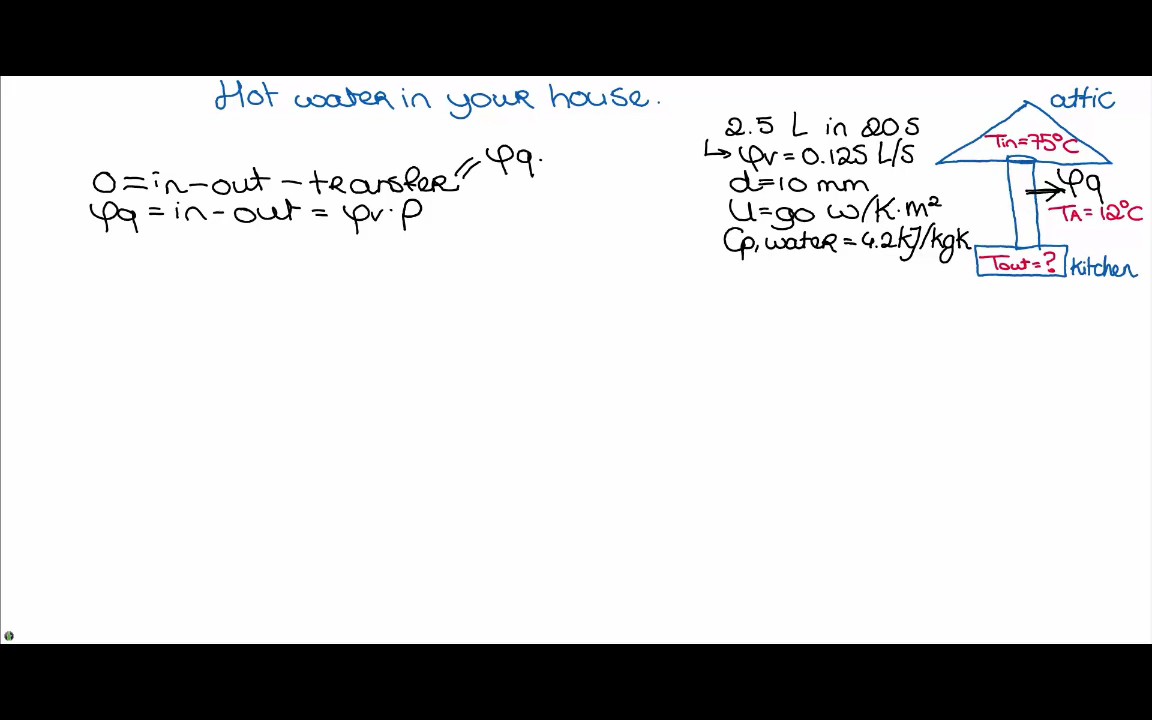 Hot water in your house.
0 = in - out - transfer = φq.
φq = in - out = φv · ρ
2.5 L in 20 s
↳ φv = 0.125 L/s
d = 10 mm
U = 90 W/K·m²
Cp, water = 4.2 kJ/kgK
attic
Tin = 75°C
φq
TA = 12°C
Tout = ?
kitchen